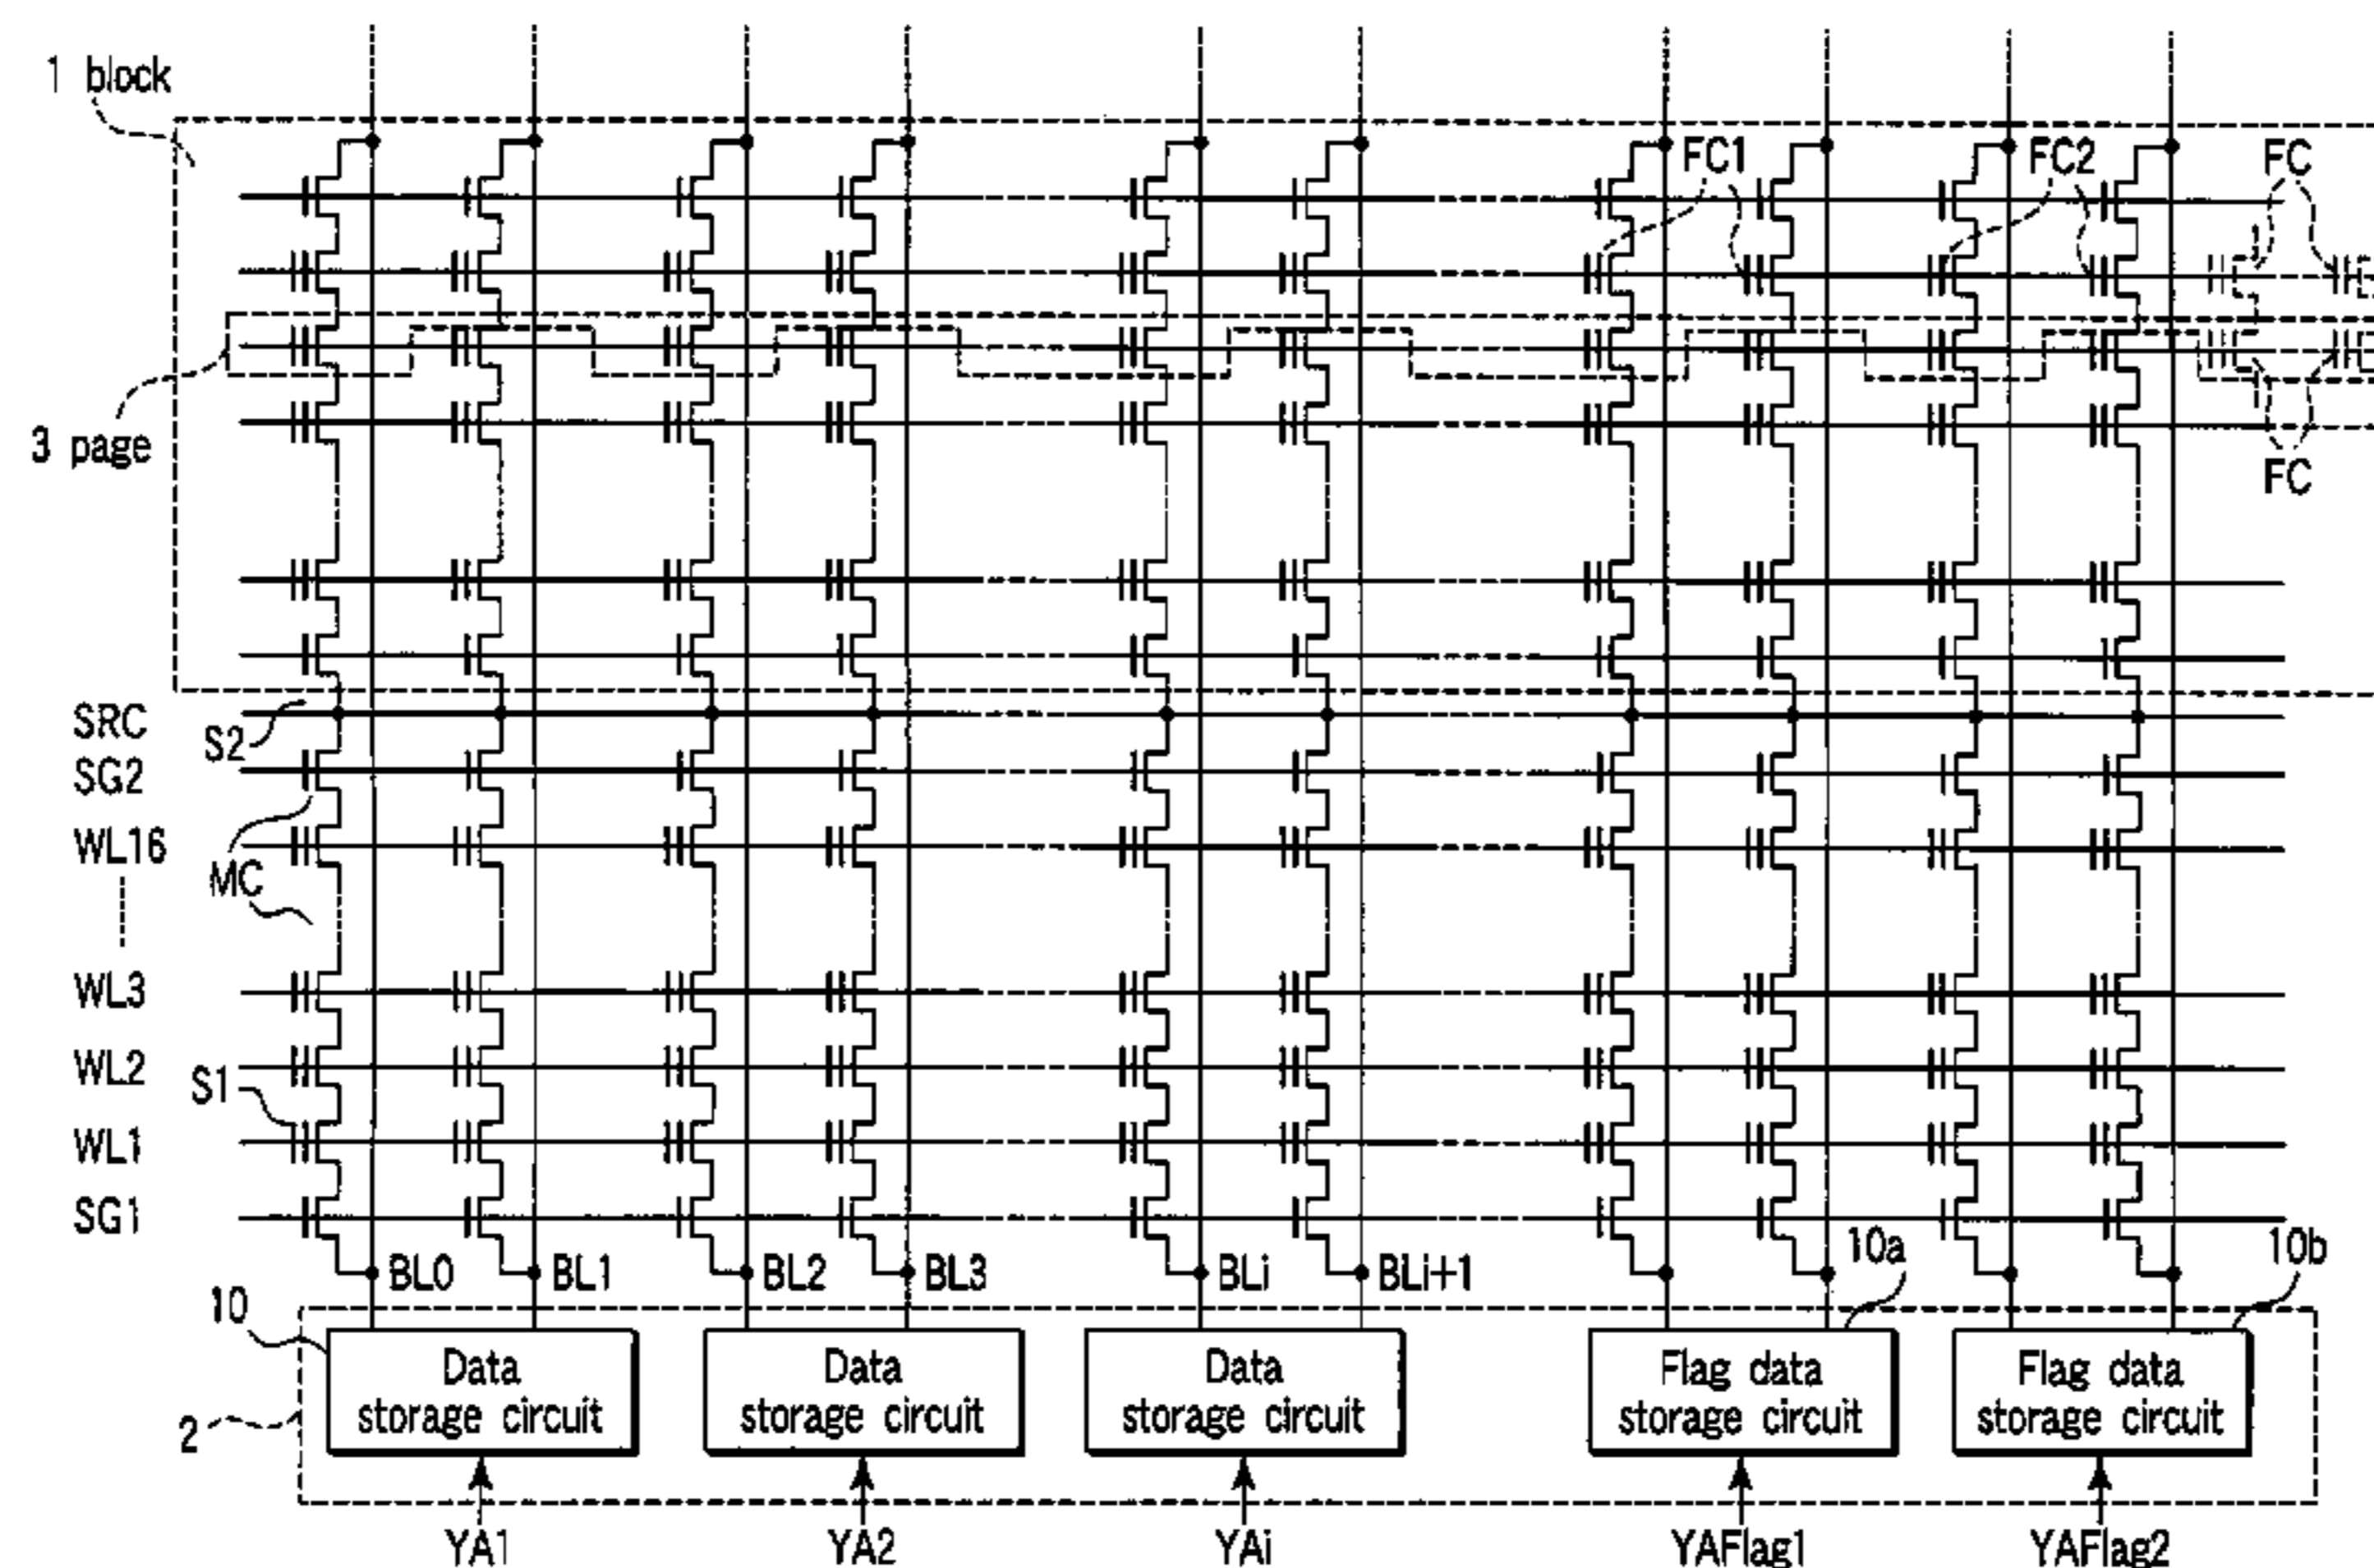 1 block
FC1
FC2
FC
3 page
FC
SRC
S2
SG2
WL16
MC
WL3
WL2
S1
WL1
SG1
BL0
BL1
BL2
BL3
BLi
BLi+1
10a
10b
10
Data
storage circuit
Data
storage circuit
Data
storage circuit
Flag data
storage circuit
Flag data
storage circuit
2
YA1
YA2
YAi
YAFlag1
YAFlag2